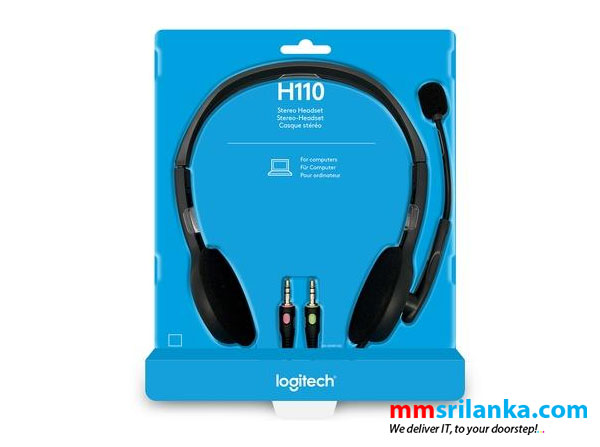 H110
Stereo Headset
Stereo-Headset
Casque stéréo
For computers
Für Computer
Pour ordinateur
logitech
mmsrilanka.com
We deliver IT, to your doorstep!...